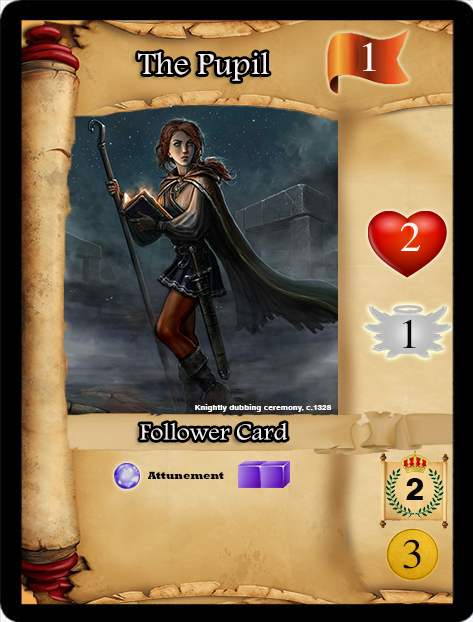 The Pupil
1
2
1
Knightly dubbing ceremony, c.1328
Follower Card
Attunement
2
3